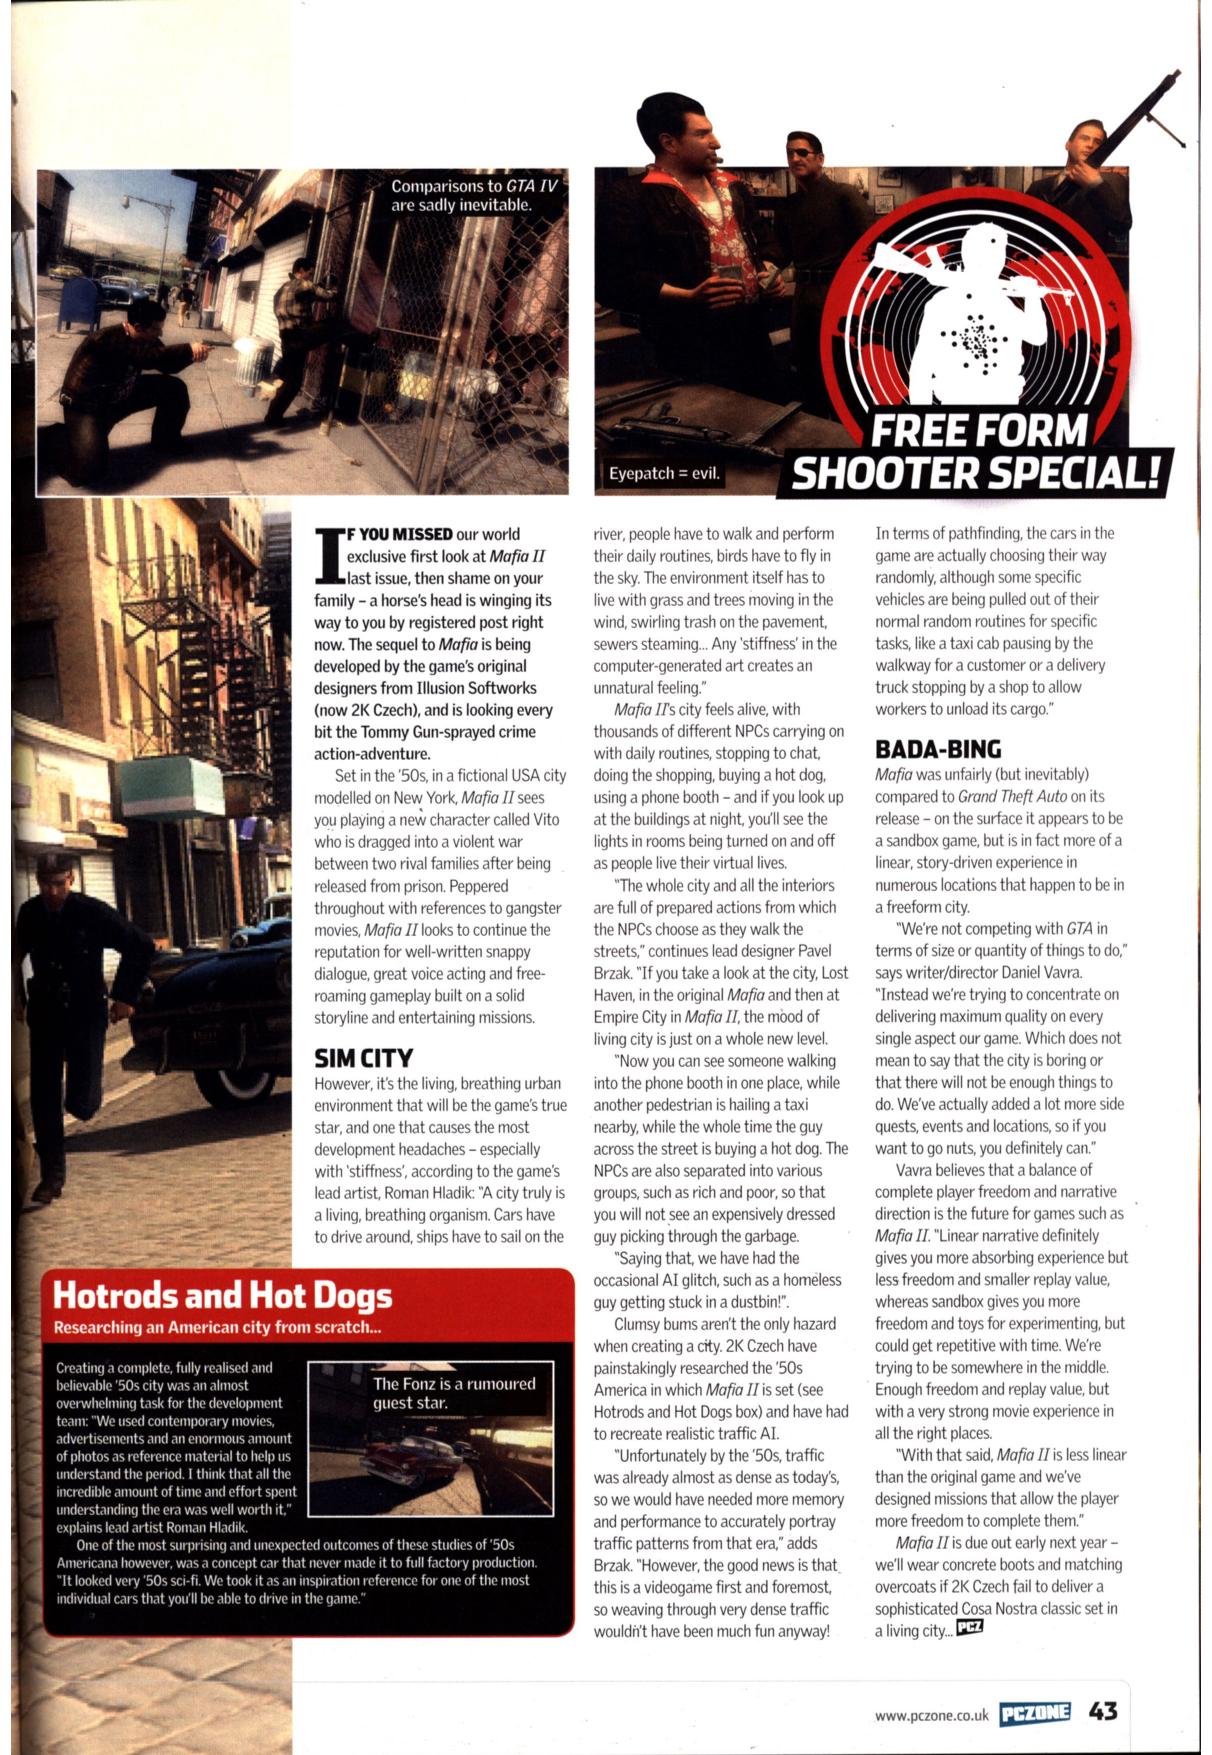 Comparisons to GTA IV
are sadly inevitable.
Eyepatch = evil.
FREE FORM
SHOOTER SPECIAL!
IF YOU MISSED our world
exclusive first look at Mafia II
last issue, then shame on your
family – a horse's head is winging its
way to you by registered post right
now. The sequel to Mafia is being
developed by the game's original
designers from Illusion Softworks
(now 2K Czech), and is looking every
bit the Tommy Gun-sprayed crime
action-adventure.
Set in the '50s, in a fictional USA city
modelled on New York, Mafia II sees
you playing a new character called Vito
who is dragged into a violent war
between two rival families after being
released from prison. Peppered
throughout with references to gangster
movies, Mafia II looks to continue the
reputation for well-written snappy
dialogue, great voice acting and free-
roaming gameplay built on a solid
storyline and entertaining missions.
SIM CITY
However, it's the living, breathing urban
environment that will be the game's true
star, and one that causes the most
development headaches – especially
with 'stiffness', according to the game's
lead artist, Roman Hladik: "A city truly is
a living, breathing organism. Cars have
to drive around, ships have to sail on the
river, people have to walk and perform
their daily routines, birds have to fly in
the sky. The environment itself has to
live with grass and trees moving in the
wind, swirling trash on the pavement,
sewers steaming... Any 'stiffness' in the
computer-generated art creates an
unnatural feeling."
Mafia II's city feels alive, with
thousands of different NPCs carrying on
with daily routines, stopping to chat,
doing the shopping, buying a hot dog,
using a phone booth – and if you look up
at the buildings at night, you'll see the
lights in rooms being turned on and off
as people live their virtual lives.
"The whole city and all the interiors
are full of prepared actions from which
the NPCs choose as they walk the
streets," continues lead designer Pavel
Brzak. "If you take a look at the city, Lost
Haven, in the original Mafia and then at
Empire City in Mafia II, the mood of
living city is just on a whole new level.
"Now you can see someone walking
into the phone booth in one place, while
another pedestrian is hailing a taxi
nearby, while the whole time the guy
across the street is buying a hot dog. The
NPCs are also separated into various
groups, such as rich and poor, so that
you will not see an expensively dressed
guy picking through the garbage.
"Saying that, we have had the
occasional AI glitch, such as a homeless
guy getting stuck in a dustbin!".
Clumsy bums aren't the only hazard
when creating a city. 2K Czech have
painstakingly researched the '50s
America in which Mafia II is set (see
Hotrods and Hot Dogs box) and have had
to recreate realistic traffic AI.
"Unfortunately by the '50s, traffic
was already almost as dense as today's,
so we would have needed more memory
and performance to accurately portray
traffic patterns from that era," adds
Brzak. "However, the good news is that
this is a videogame first and foremost,
so weaving through very dense traffic
wouldn't have been much fun anyway!
In terms of pathfinding, the cars in the
game are actually choosing their way
randomly, although some specific
vehicles are being pulled out of their
normal random routines for specific
tasks, like a taxi cab pausing by the
walkway for a customer or a delivery
truck stopping by a shop to allow
workers to unload its cargo."
BADA-BING
Mafia was unfairly (but inevitably)
compared to Grand Theft Auto on its
release – on the surface it appears to be
a sandbox game, but is in fact more of a
linear, story-driven experience in
numerous locations that happen to be in
a freeform city.
"We're not competing with GTA in
terms of size or quantity of things to do,"
says writer/director Daniel Vavra.
"Instead we're trying to concentrate on
delivering maximum quality on every
single aspect our game. Which does not
mean to say that the city is boring or
that there will not be enough things to
do. We've actually added a lot more side
quests, events and locations, so if you
want to go nuts, you definitely can."
Vavra believes that a balance of
complete player freedom and narrative
direction is the future for games such as
Mafia II. "Linear narrative definitely
gives you more absorbing experience but
less freedom and smaller replay value,
whereas sandbox gives you more
freedom and toys for experimenting, but
could get repetitive with time. We're
trying to be somewhere in the middle.
Enough freedom and replay value, but
with a very strong movie experience in
all the right places.
"With that said, Mafia II is less linear
than the original game and we've
designed missions that allow the player
more freedom to complete them."
Mafia II is due out early next year –
we'll wear concrete boots and matching
overcoats if 2K Czech fail to deliver a
sophisticated Cosa Nostra classic set in
a living city... PCZ
Hotrods and Hot Dogs
Researching an American city from scratch...
Creating a complete, fully realised and
believable '50s city was an almost
overwhelming task for the development
team: "We used contemporary movies,
advertisements and an enormous amount
of photos as reference material to help us
understand the period. I think that all the
incredible amount of time and effort spent
understanding the era was well worth it,"
explains lead artist Roman Hladik.
One of the most surprising and unexpected outcomes of these studies of '50s
Americana however, was a concept car that never made it to full factory production.
"It looked very '50s sci-fi. We took it as an inspiration reference for one of the most
individual cars that you'll be able to drive in the game."
The Fonz is a rumoured
guest star.
www.pczone.co.uk PCZONE 43